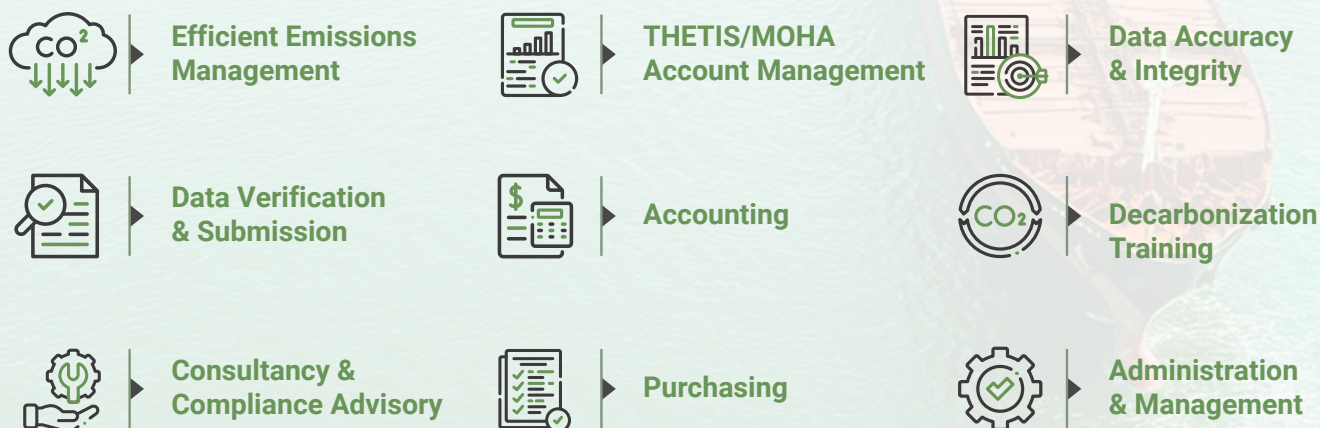 CO²
Efficient Emissions
Management
THETIS/MOHA
Account Management
Data Accuracy
& Integrity
Data Verification
& Submission
$
Accounting
CO₂
Decarbonization
Training
Consultancy &
Compliance Advisory
Purchasing
Administration
& Management